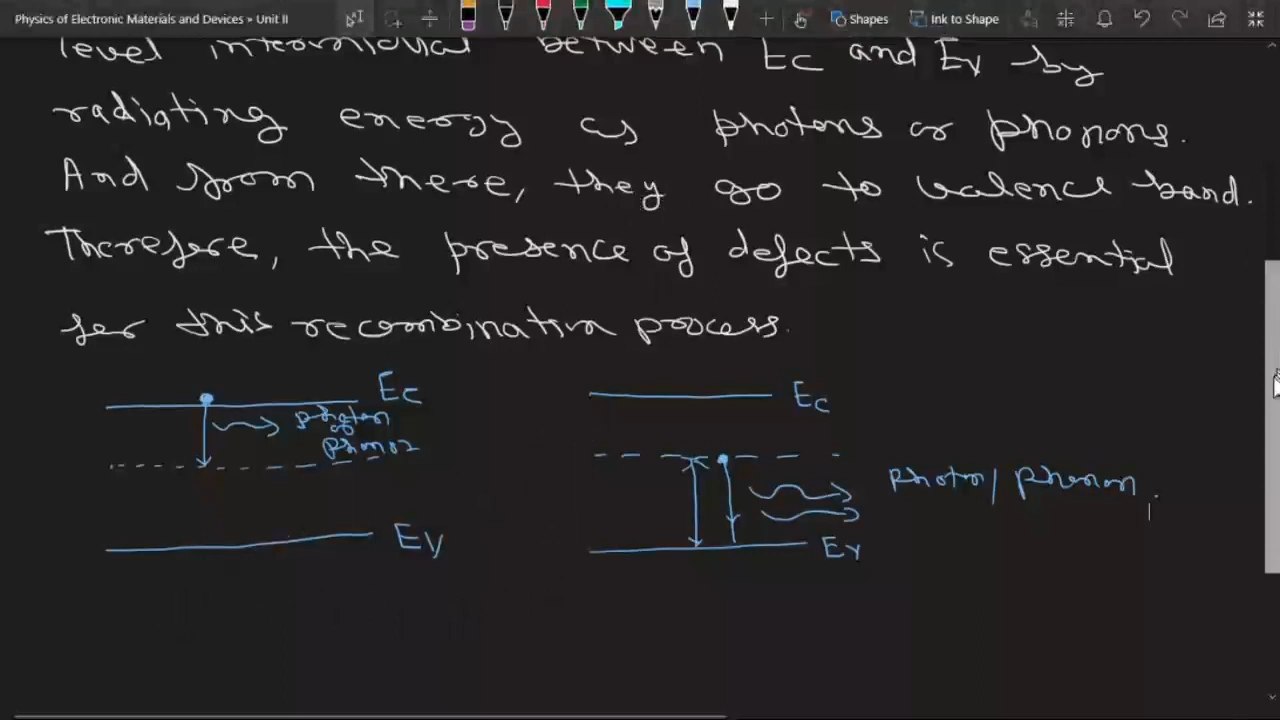 Physics of Electronic Materials and Devices » Unit II
Shapes
Ink to Shape
level between Ec and Ev by
radiating energy as photons or phonons.
And from there, they go to valence band.
Therefore, the presence of defects is essential
for this recombination process.
Ec
photon
or
phonon
Ev
Ec
photon/phonon.
Ev